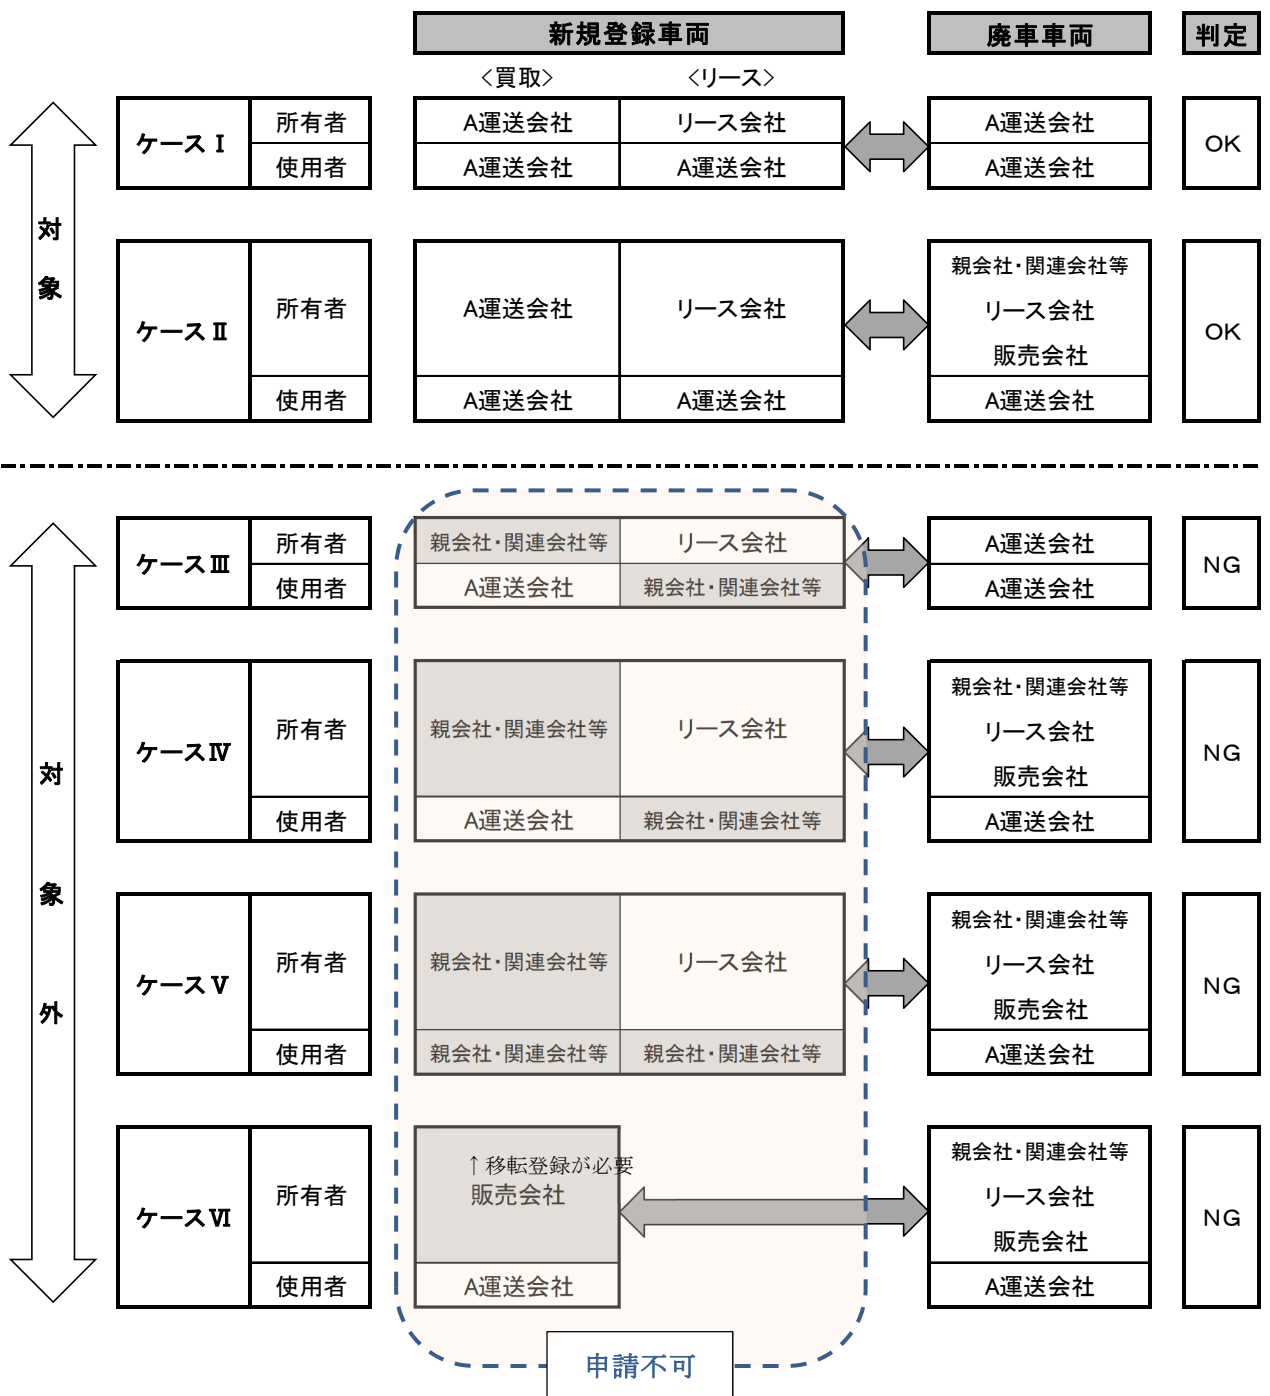 新規登録車両 廃車車両 判定
<買取> <リース>
対象
ケースⅠ 所有者 A運送会社 リース会社 A運送会社 OK
使用者 A運送会社 A運送会社 A運送会社
ケースⅡ 所有者 A運送会社 リース会社 親会社・関連会社等 OK
リース会社
販売会社
使用者 A運送会社 A運送会社 A運送会社
対象外
ケースⅢ 所有者 親会社・関連会社等 リース会社 A運送会社 NG
使用者 A運送会社 親会社・関連会社等 A運送会社
ケースⅣ 所有者 親会社・関連会社等 リース会社 親会社・関連会社等 NG
リース会社
販売会社
使用者 A運送会社 親会社・関連会社等 A運送会社
ケースⅤ 所有者 親会社・関連会社等 リース会社 親会社・関連会社等 NG
リース会社
販売会社
使用者 親会社・関連会社等 親会社・関連会社等 A運送会社
ケースⅥ 所有者 ↑移転登録が必要 親会社・関連会社等 NG
販売会社 リース会社
販売会社
使用者 A運送会社 A運送会社
申請不可